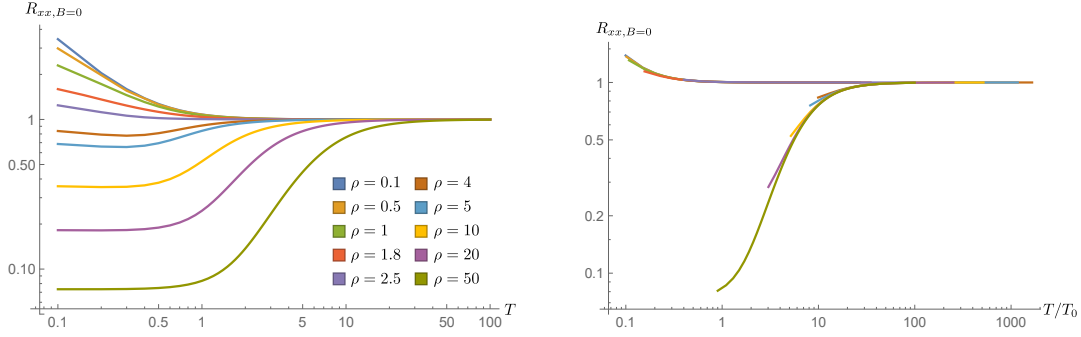 R_{xx,B=0}
1
0.50
0.10
0.1 0.5 1 5 10 50 100 T
ρ = 0.1 ρ = 4
ρ = 0.5 ρ = 5
ρ = 1 ρ = 10
ρ = 1.8 ρ = 20
ρ = 2.5 ρ = 50
R_{xx,B=0}
1
0.5
0.2
0.1
0.1 1 10 100 1000 T/T_0